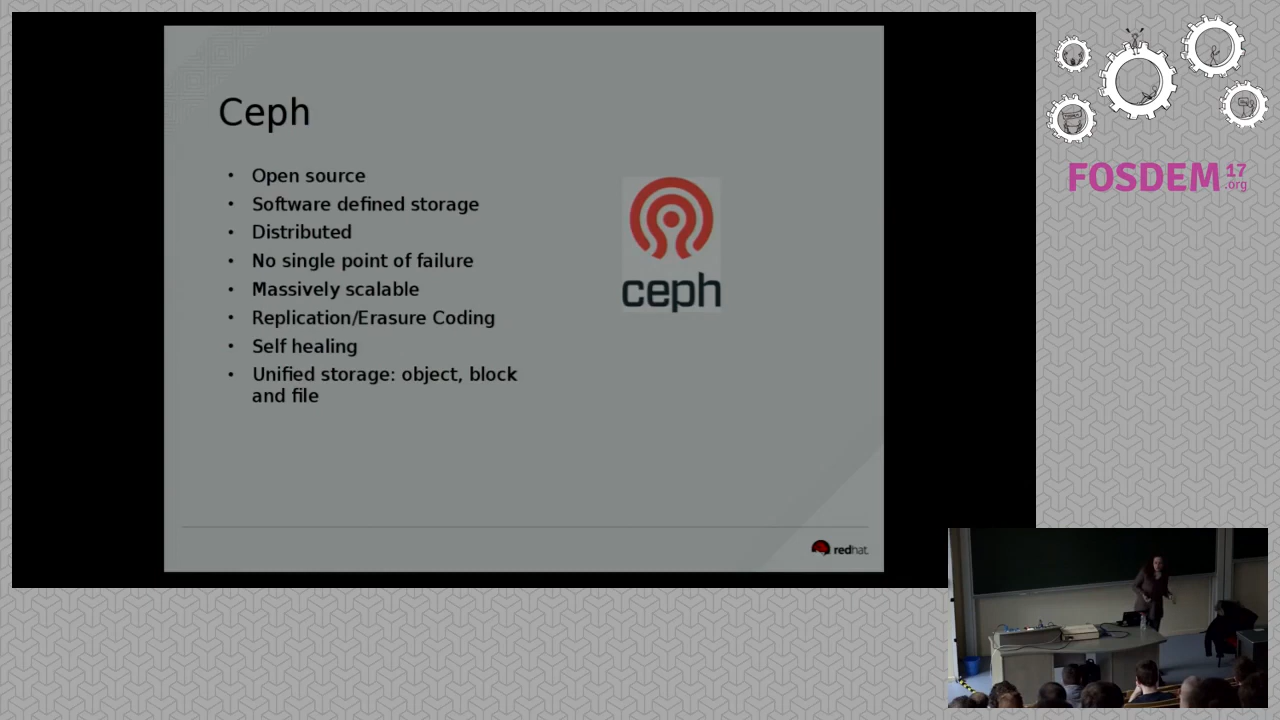 Ceph
• Open source
• Software defined storage
• Distributed
• No single point of failure
• Massively scalable
• Replication/Erasure Coding
• Self healing
• Unified storage: object, block
and file
ceph
redhat.
FOSDEM 17
.org